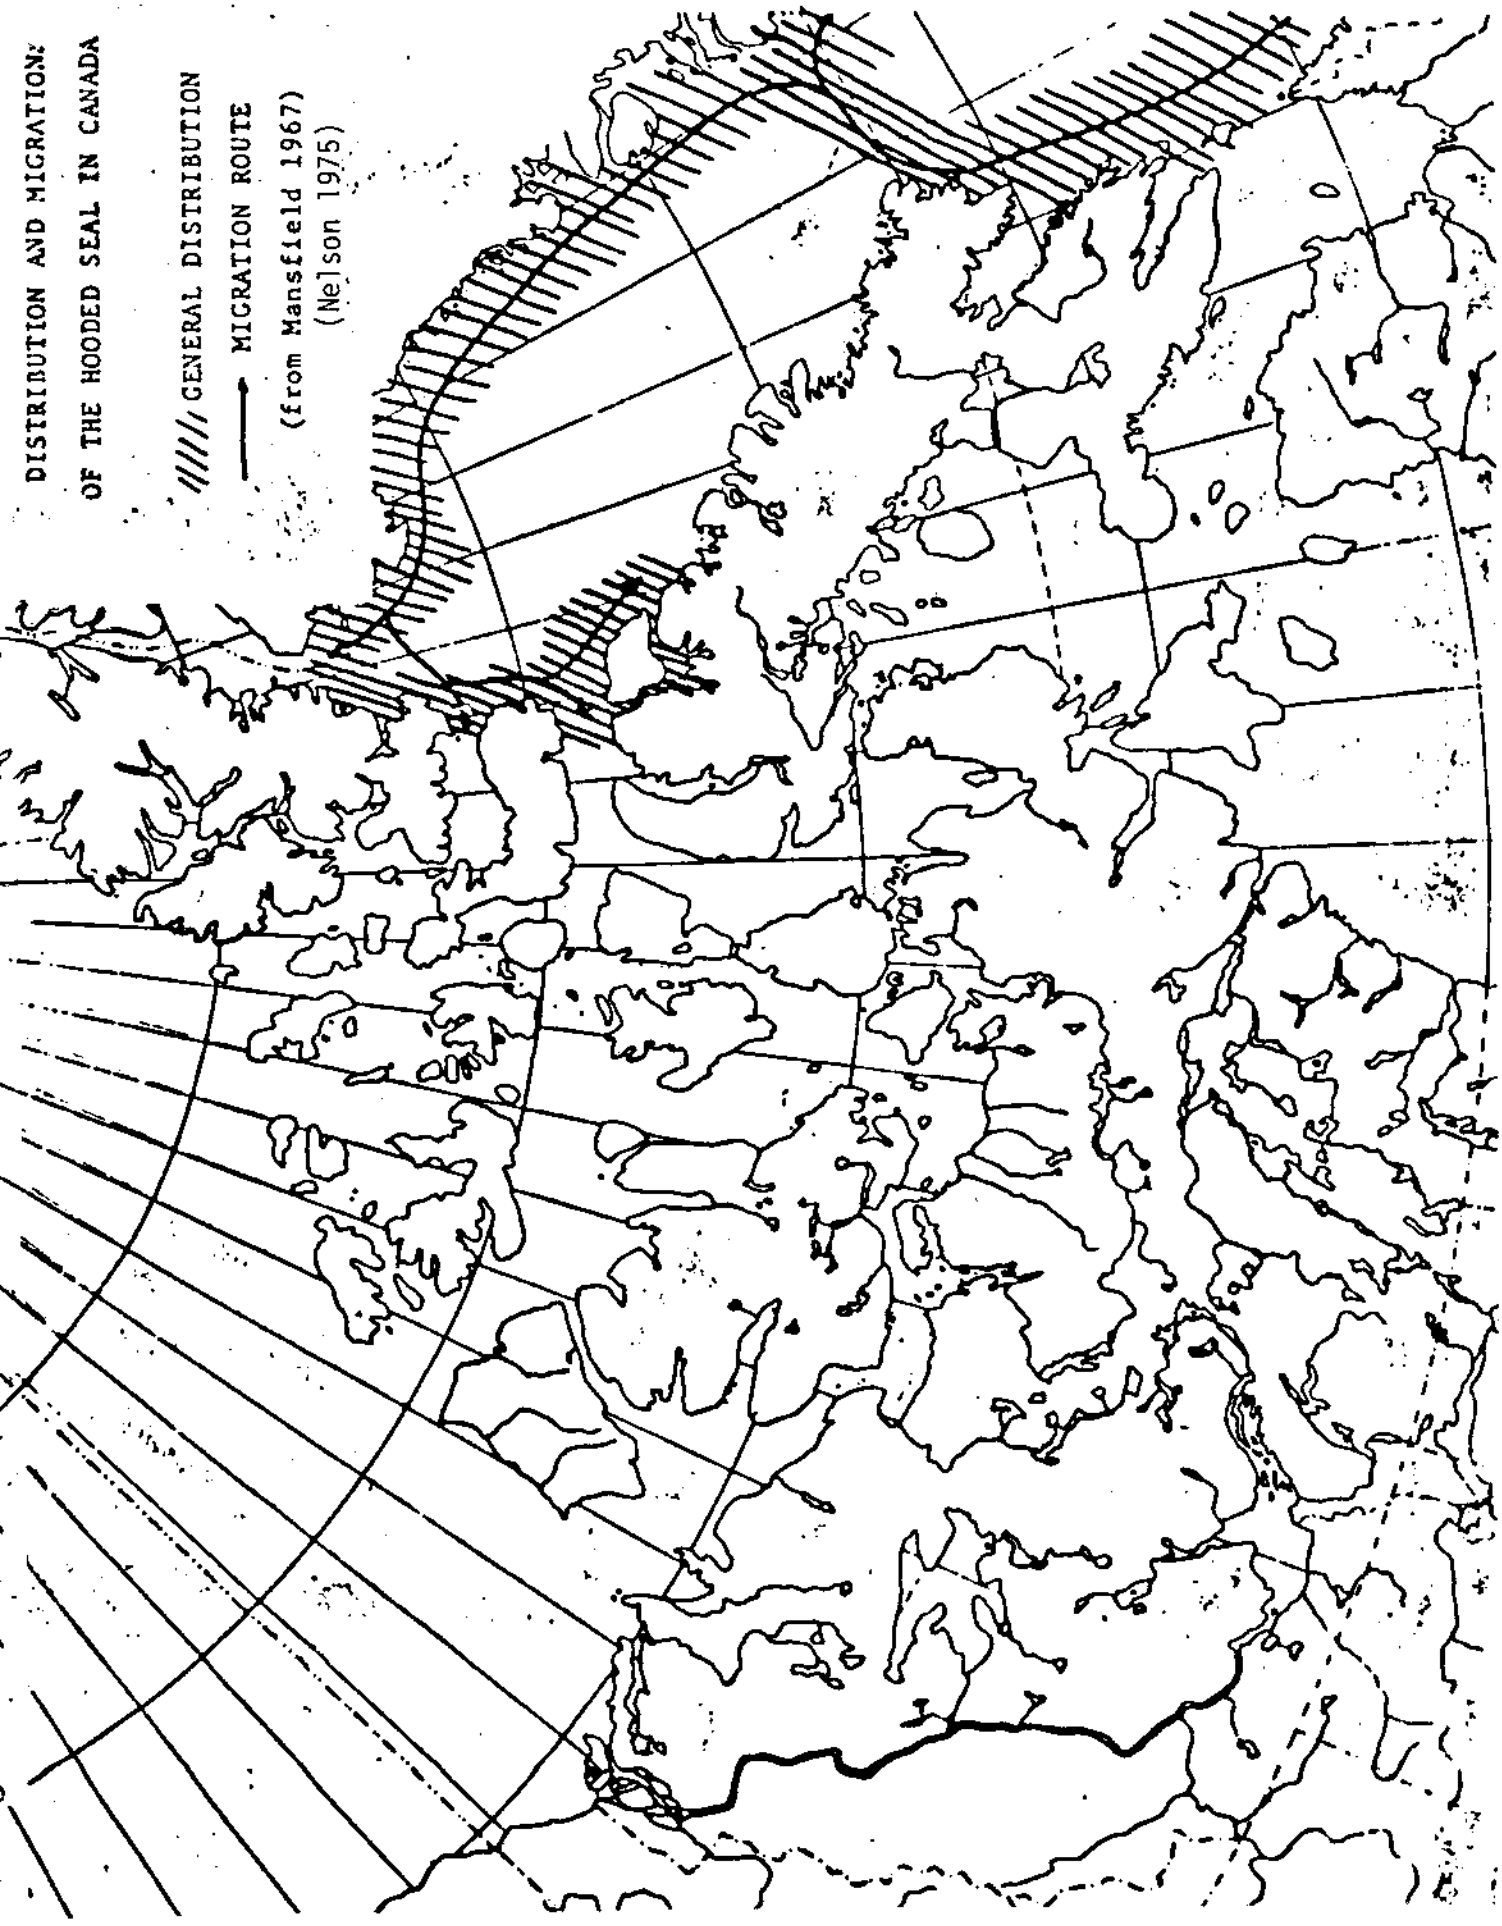 DISTRIBUTION AND MIGRATION:
OF THE HOODED SEAL IN CANADA
GENERAL DISTRIBUTION
MIGRATION ROUTE
(from Mansfield 1967)
(Nelson 1975)